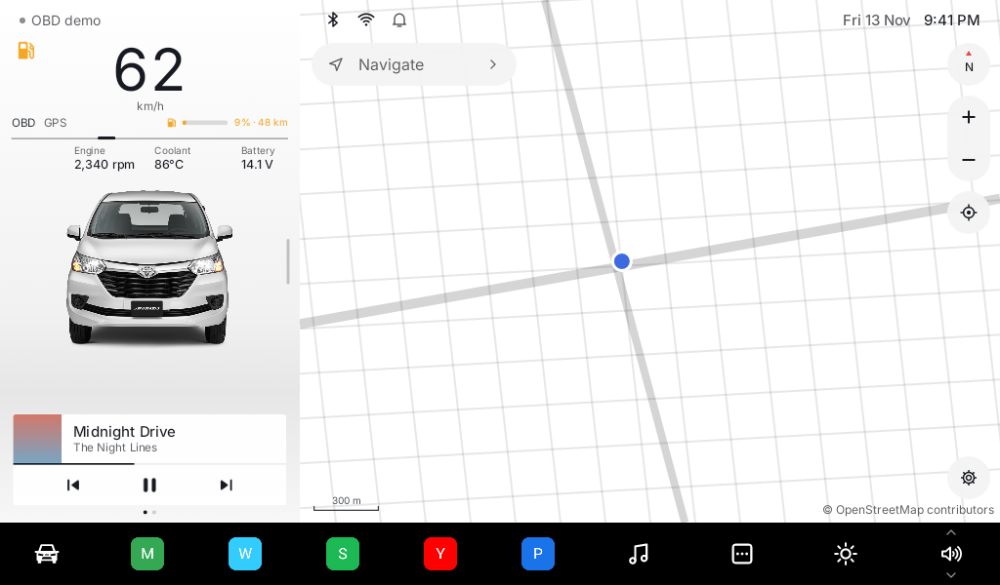 OBD demo
62
km/h
OBD GPS
9% · 48 km
Engine Coolant Battery
2,340 rpm 86°C 14.1 V
Midnight Drive
The Night Lines
Fri 13 Nov 9:41 PM
Navigate
N
300 m
© OpenStreetMap contributors
M W S Y P